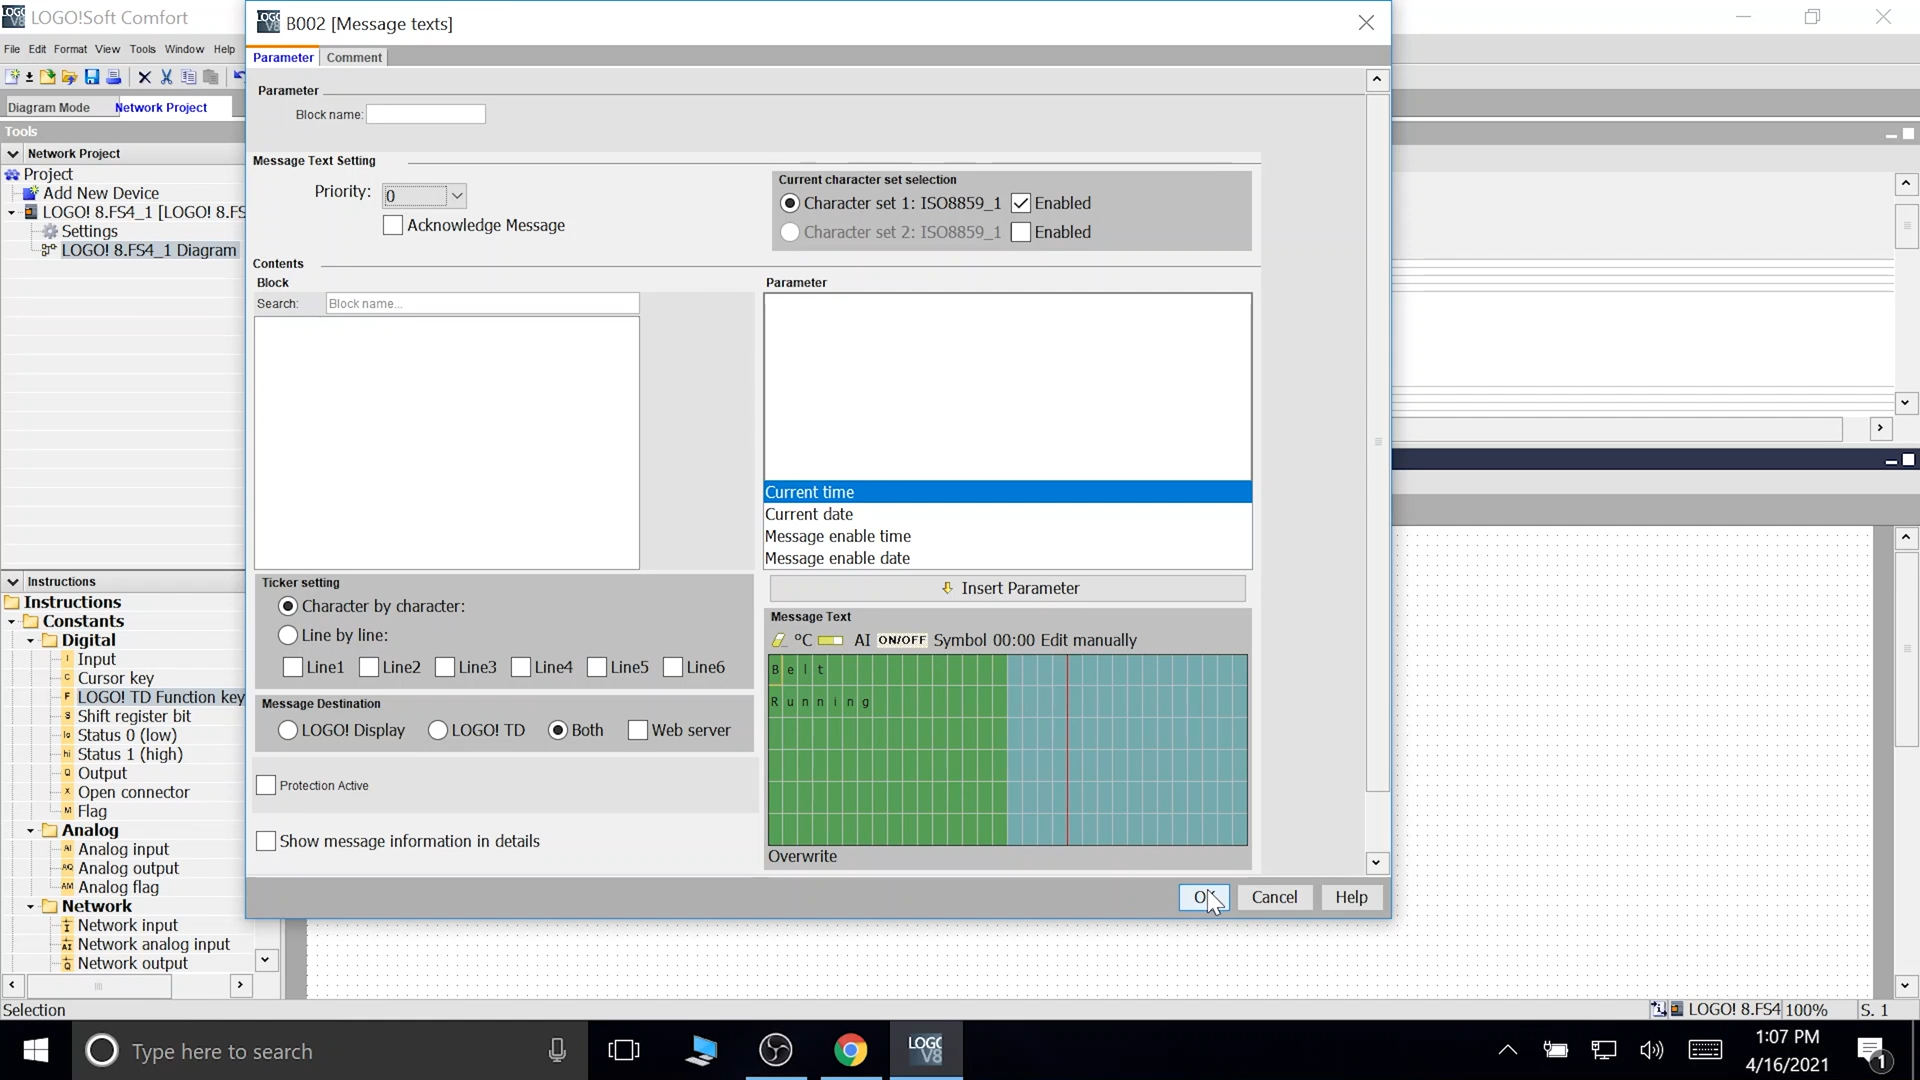 LOGO!Soft Comfort
File Edit Format View Tools Window Help
Diagram Mode Network Project
Tools
Network Project
Project
Add New Device
LOGO! 8.FS4_1 [LOGO! 8.FS
Settings
LOGO! 8.FS4_1 Diagram
Instructions
Instructions
Constants
Digital
Input
Cursor key
LOGO! TD Function key
Shift register bit
Status 0 (low)
Status 1 (high)
Output
Open connector
Flag
Analog
Analog input
Analog output
Analog flag
Network
Network input
Network analog input
Network output
Selection
B002 [Message texts]
Parameter Comment
Parameter
Block name:
Message Text Setting
Priority: 0
Acknowledge Message
Current character set selection
Character set 1: ISO8859_1 Enabled
Character set 2: ISO8859_1 Enabled
Contents
Block
Search: Block name...
Parameter
Current time
Current date
Message enable time
Message enable date
Insert Parameter
Ticker setting
Character by character:
Line by line:
Line1 Line2 Line3 Line4 Line5 Line6
Message Destination
LOGO! Display LOGO! TD Both Web server
Protection Active
Show message information in details
Message Text
°C AI ON/OFF Symbol 00:00 Edit manually
Belt
Running
Overwrite
Cancel Help
LOGO! 8.FS4 100% S. 1
Type here to search
LOGO V8
1:07 PM
4/16/2021
1